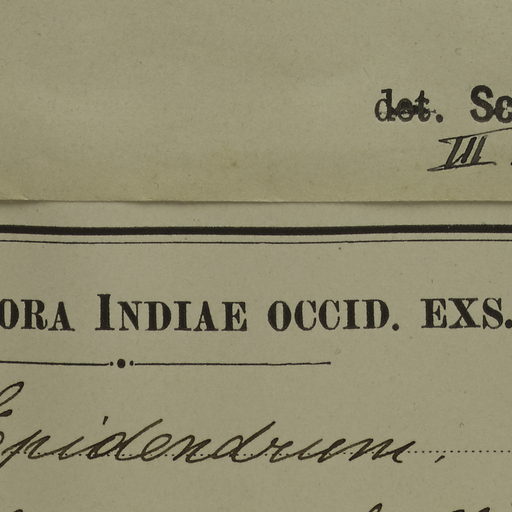 det. Sc
III
ORA INDIAE OCCID. EXS.
Epidendrum.